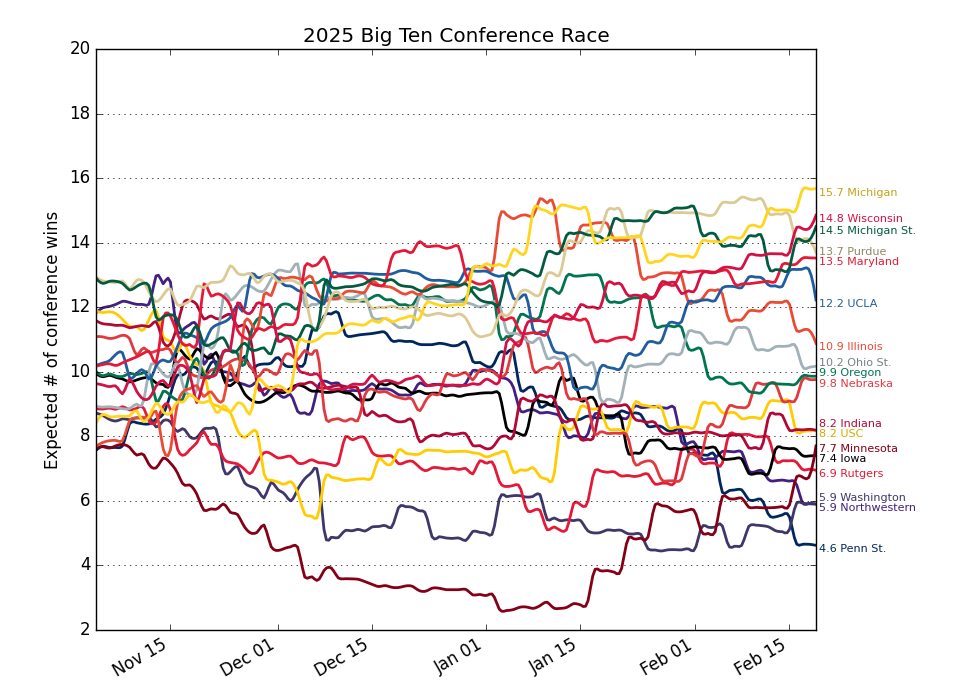 2025 Big Ten Conference Race
Expected # of conference wins
20
18
16
14
12
10
8
6
4
2
Nov 15
Dec 01
Dec 15
Jan 01
Jan 15
Feb 01
Feb 15
15.7 Michigan
14.8 Wisconsin
14.5 Michigan St.
13.7 Purdue
13.5 Maryland
12.2 UCLA
10.9 Illinois
10.2 Ohio St.
9.9 Oregon
9.8 Nebraska
8.2 Indiana
8.2 USC
7.7 Minnesota
7.4 Iowa
6.9 Rutgers
5.9 Washington
5.9 Northwestern
4.6 Penn St.